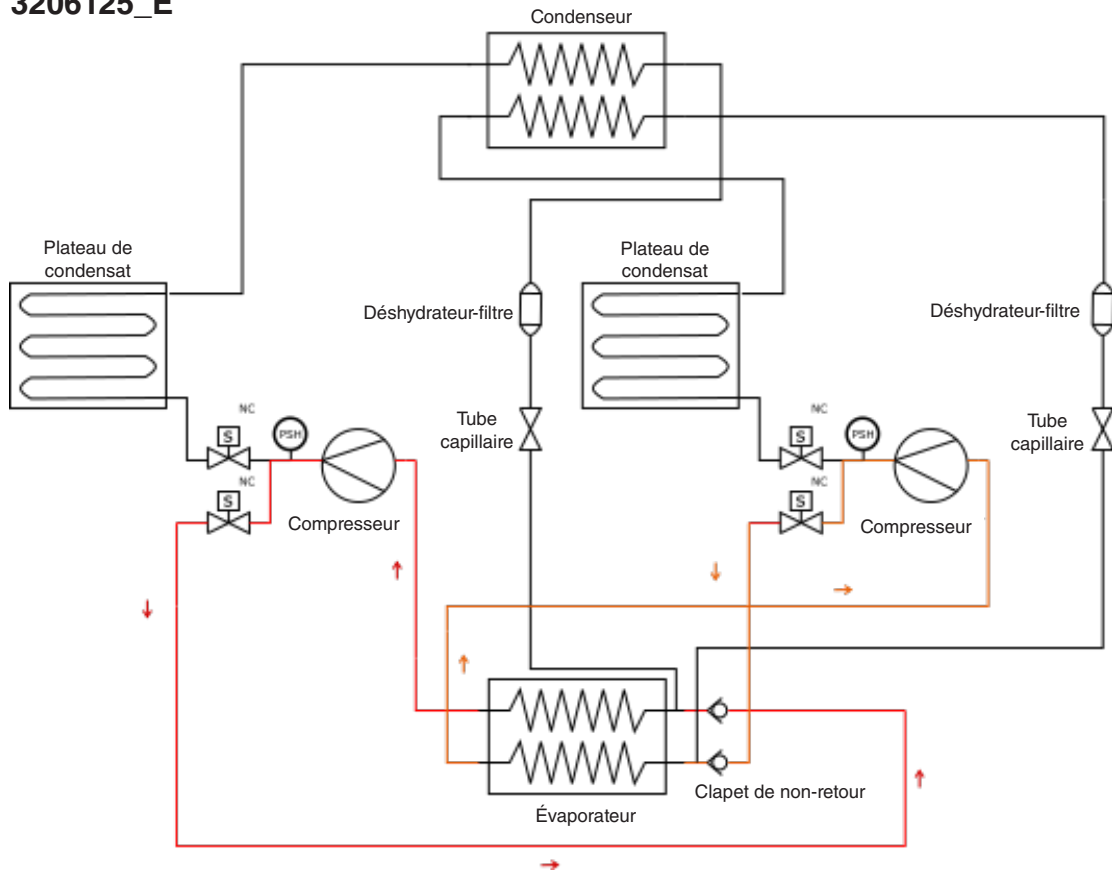 3206125_E
Condenseur
Plateau de
condensat
Plateau de
condensat
Déshydrateur-filtre
Déshydrateur-filtre
Tube
capillaire
Tube
capillaire
NC
S
PSH
NC
S
Compresseur
NC
S
PSH
NC
S
Compresseur
Clapet de non-retour
Évaporateur